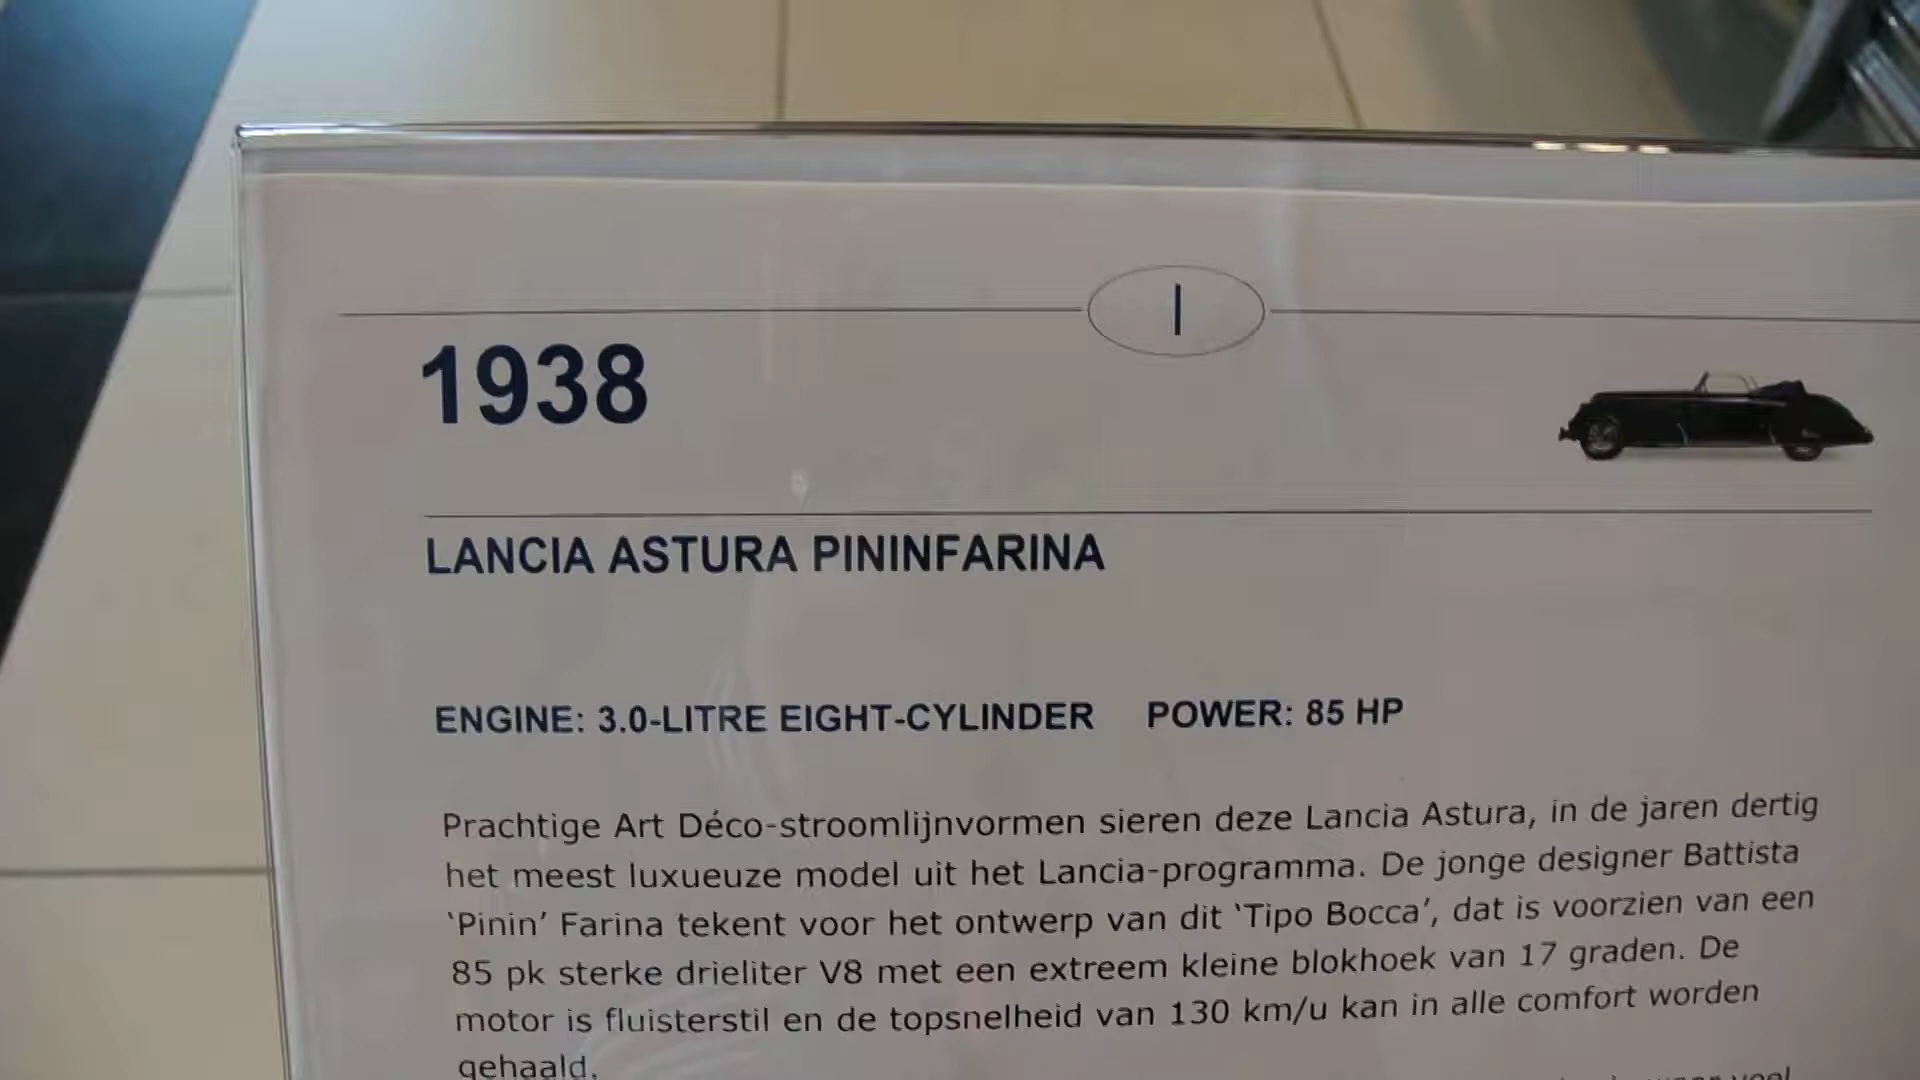 I
1938
LANCIA ASTURA PININFARINA
ENGINE: 3.0-LITRE EIGHT-CYLINDER POWER: 85 HP
Prachtige Art Déco-stroomlijnvormen sieren deze Lancia Astura, in de jaren dertig
het meest luxueuze model uit het Lancia-programma. De jonge designer Battista
‘Pinin’ Farina tekent voor het ontwerp van dit ‘Tipo Bocca’, dat is voorzien van een
85 pk sterke drieliter V8 met een extreem kleine blokhoek van 17 graden. De
motor is fluisterstil en de topsnelheid van 130 km/u kan in alle comfort worden
gehaald.